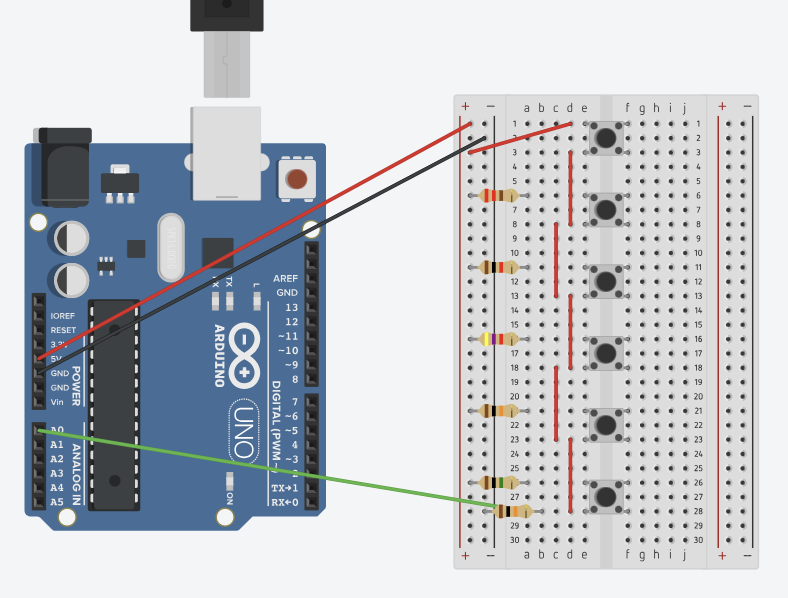 + − a b c d e f g h i j + −
1 1
2 2
3 3
4 4
5 5
6 6
7 7
8 8
9 9
10 10
11 11
12 12
13 13
14 14
15 15
16 16
17 17
18 18
19 19
20 20
21 21
22 22
23 23
24 24
25 25
26 26
27 27
28 28
29 29
30 30
+ − a b c d e f g h i j + −
IOREF
RESET
3.3V
5V
GND
GND
Vin
POWER
A0
A1
A2
A3
A4
A5
ANALOG IN
TX
L
ARDUINO
UNO
ON
AREF
GND
13
12
~11
~10
~9
8
7
~6
~5
4
~3
2
TX→1
RX←0
DIGITAL (PWM